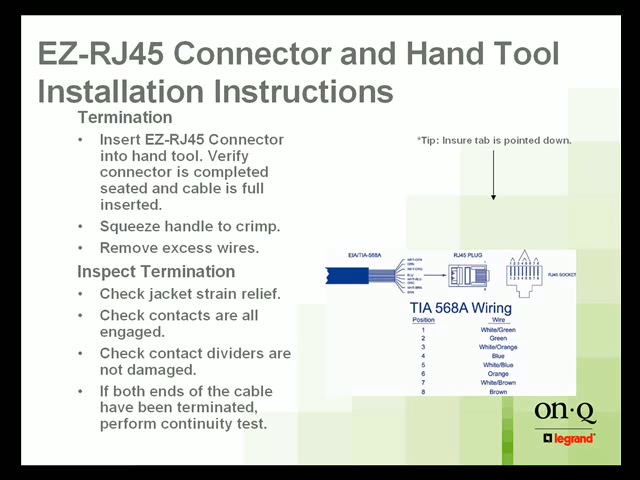 EZ-RJ45 Connector and Hand Tool
Installation Instructions
Termination
• Insert EZ-RJ45 Connector
into hand tool. Verify
connector is completed
seated and cable is full
inserted.
• Squeeze handle to crimp.
• Remove excess wires.
Inspect Termination
• Check jacket strain relief.
• Check contacts are all
engaged.
• Check contact dividers are
not damaged.
• If both ends of the cable
have been terminated,
perform continuity test.
*Tip: Insure tab is pointed down.
EIA/TIA-568A
RJ45 PLUG
RJ45 SOCKET
TIA 568A Wiring
Position Wire
1 White/Green
2 Green
3 White/Orange
4 Blue
5 White/Blue
6 Orange
7 White/Brown
8 Brown
on·Q
legrand